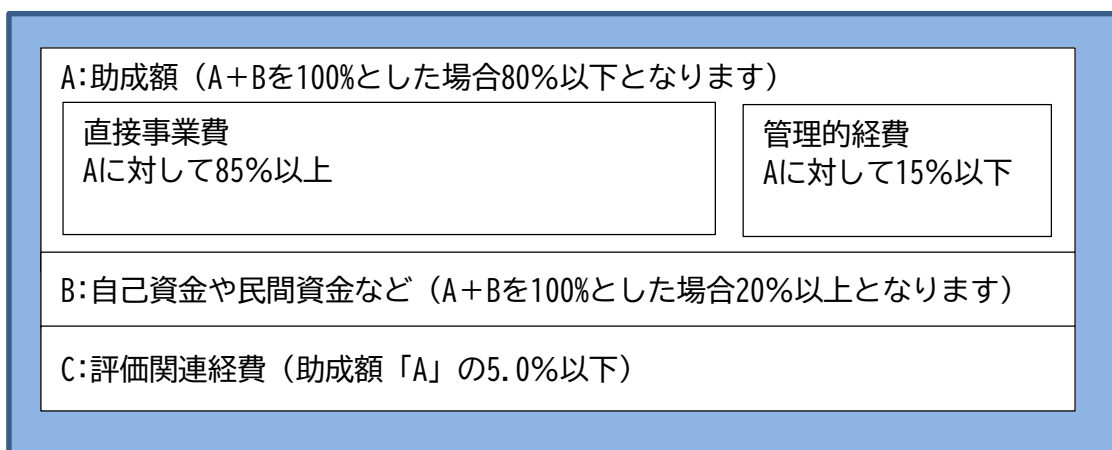 A:助成額（A＋Bを100%とした場合80%以下となります）
直接事業費
Aに対して85%以上
管理的経費
Aに対して15%以下
B:自己資金や民間資金など（A＋Bを100%とした場合20%以上となります）
C:評価関連経費（助成額「A」の5.0%以下）